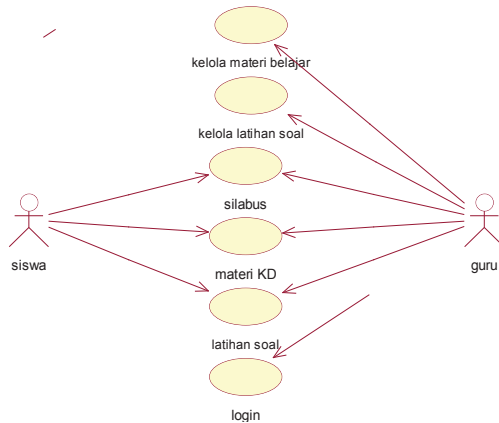 kelola materi belajar
kelola latihan soal
silabus
siswa
guru
materi KD
latihan soal
login